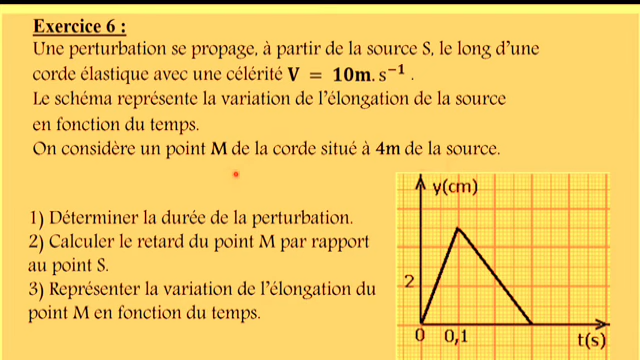 Exercice 6 :
Une perturbation se propage, à partir de la source S, le long d'une
corde élastique avec une célérité V = 10m.s⁻¹ .
Le schéma représente la variation de l'élongation de la source
en fonction du temps.
On considère un point M de la corde situé à 4m de la source.
1) Déterminer la durée de la perturbation.
2) Calculer le retard du point M par rapport
au point S.
3) Représenter la variation de l'élongation du
point M en fonction du temps.
y(cm)
2
0 0,1 t(s)